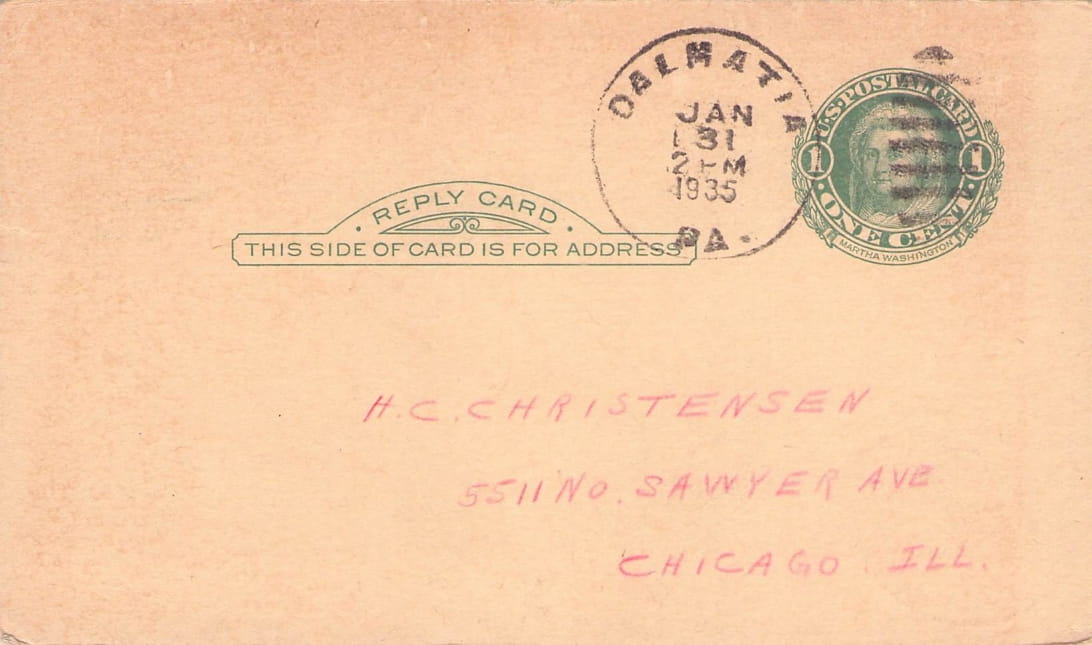 DALMATIA
JAN
31
2 PM
1935
PA.
U.S. POSTAL CARD
1 1
ONE CENT
MARTHA WASHINGTON
REPLY CARD
THIS SIDE OF CARD IS FOR ADDRESS
H.C. CHRISTENSEN
5511 NO. SAWYER AVE
CHICAGO. ILL.